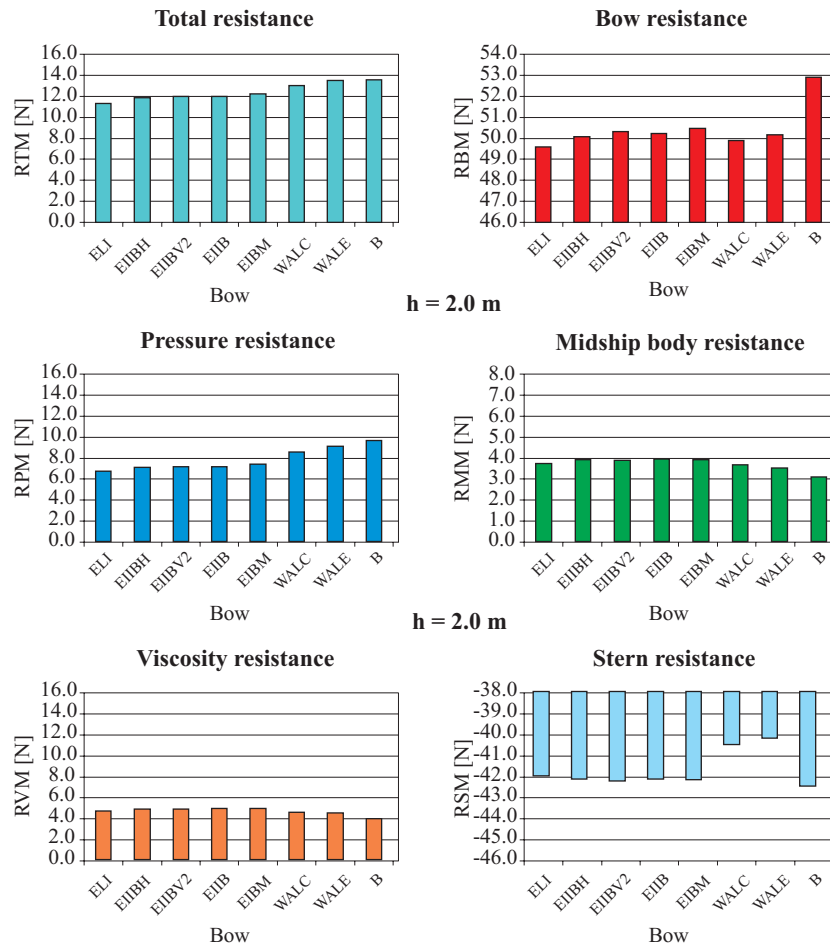 Total resistance
RTM [N]
16.0
14.0
12.0
10.0
8.0
6.0
4.0
2.0
0.0
ELI
EIIBH
EIIBV2
EIIB
EIBM
WALC
WALE
B
Bow
Bow resistance
RBM [N]
54.0
53.0
52.0
51.0
50.0
49.0
48.0
47.0
46.0
ELI
EIIBH
EIIBV2
EIIB
EIBM
WALC
WALE
B
Bow
h = 2.0 m
Pressure resistance
RPM [N]
16.0
14.0
12.0
10.0
8.0
6.0
4.0
2.0
0.0
ELI
EIIBH
EIIBV2
EIIB
EIBM
WALC
WALE
B
Bow
Midship body resistance
RMM [N]
8.0
7.0
6.0
5.0
4.0
3.0
2.0
1.0
0.0
ELI
EIIBH
EIIBV2
EIIB
EIBM
WALC
WALE
B
Bow
h = 2.0 m
Viscosity resistance
RVM [N]
16.0
14.0
12.0
10.0
8.0
6.0
4.0
2.0
0.0
ELI
EIIBH
EIIBV2
EIIB
EIBM
WALC
WALE
B
Bow
Stern resistance
RSM [N]
-38.0
-39.0
-40.0
-41.0
-42.0
-43.0
-44.0
-45.0
-46.0
ELI
EIIBH
EIIBV2
EIIB
EIBM
WALC
WALE
B
Bow